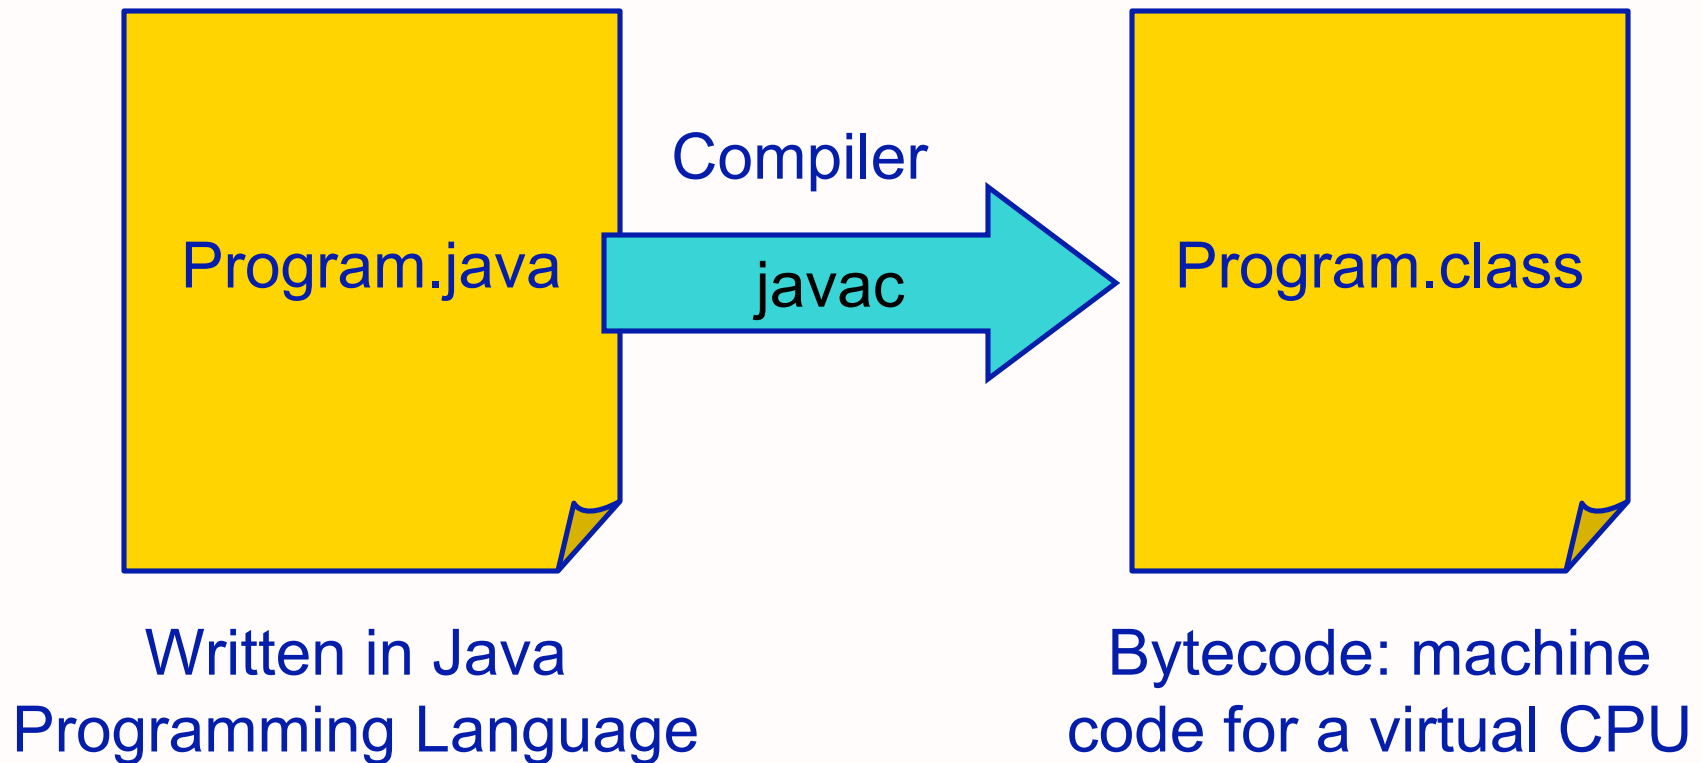 Compiler
Program.java
javac
Program.class
Written in Java
Programming Language
Bytecode: machine
code for a virtual CPU